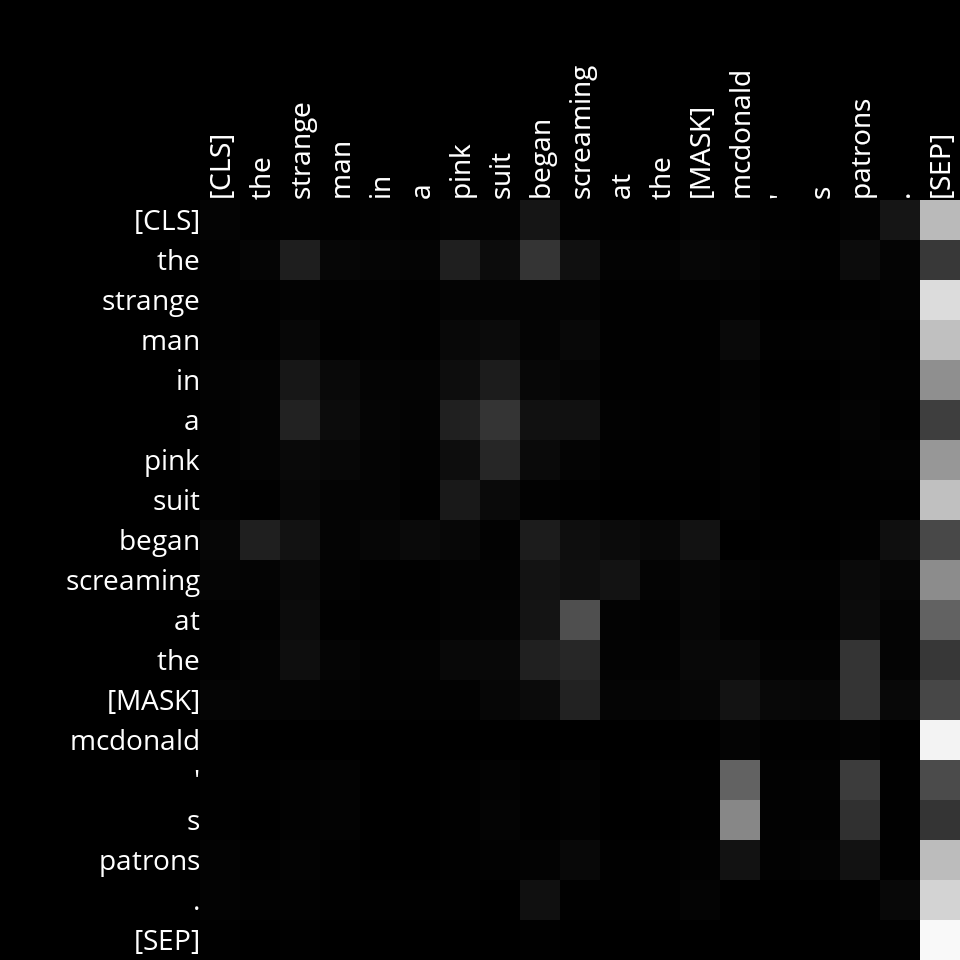 [CLS] the strange man in a pink suit began screaming at the [MASK] mcdonald ' s patrons . [SEP]
[CLS]
the
strange
man
in
a
pink
suit
began
screaming
at
the
[MASK]
mcdonald
'
s
patrons
.
[SEP]